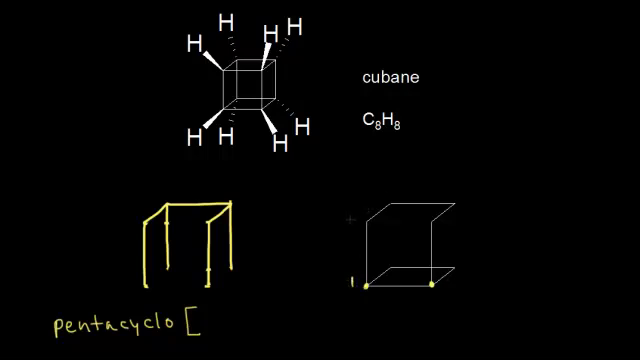 H H
H H
cubane
C₈H₈
H H H H
1
pentacyclo [